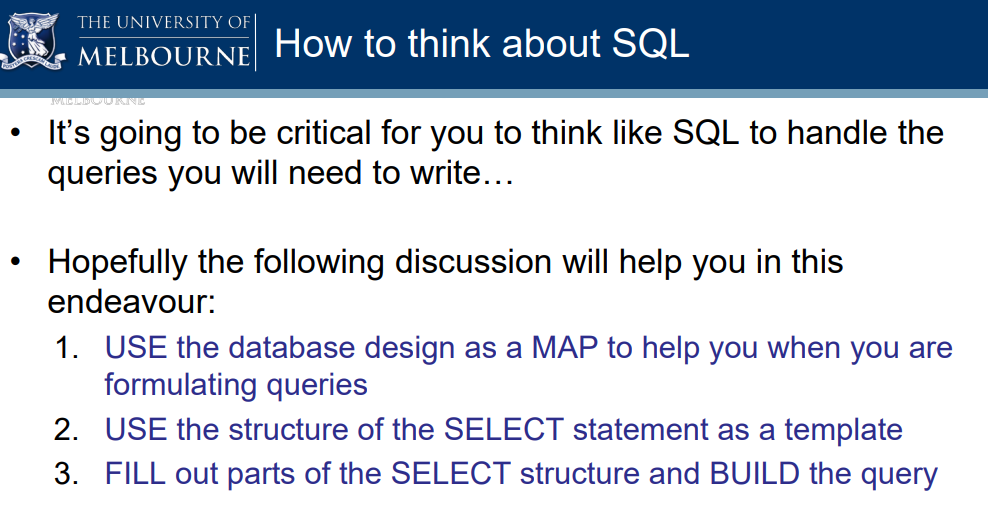 THE UNIVERSITY OF
MELBOURNE
How to think about SQL
MELBOURNE
• It’s going to be critical for you to think like SQL to handle the
queries you will need to write…
• Hopefully the following discussion will help you in this
endeavour:
1. USE the database design as a MAP to help you when you are
formulating queries
2. USE the structure of the SELECT statement as a template
3. FILL out parts of the SELECT structure and BUILD the query